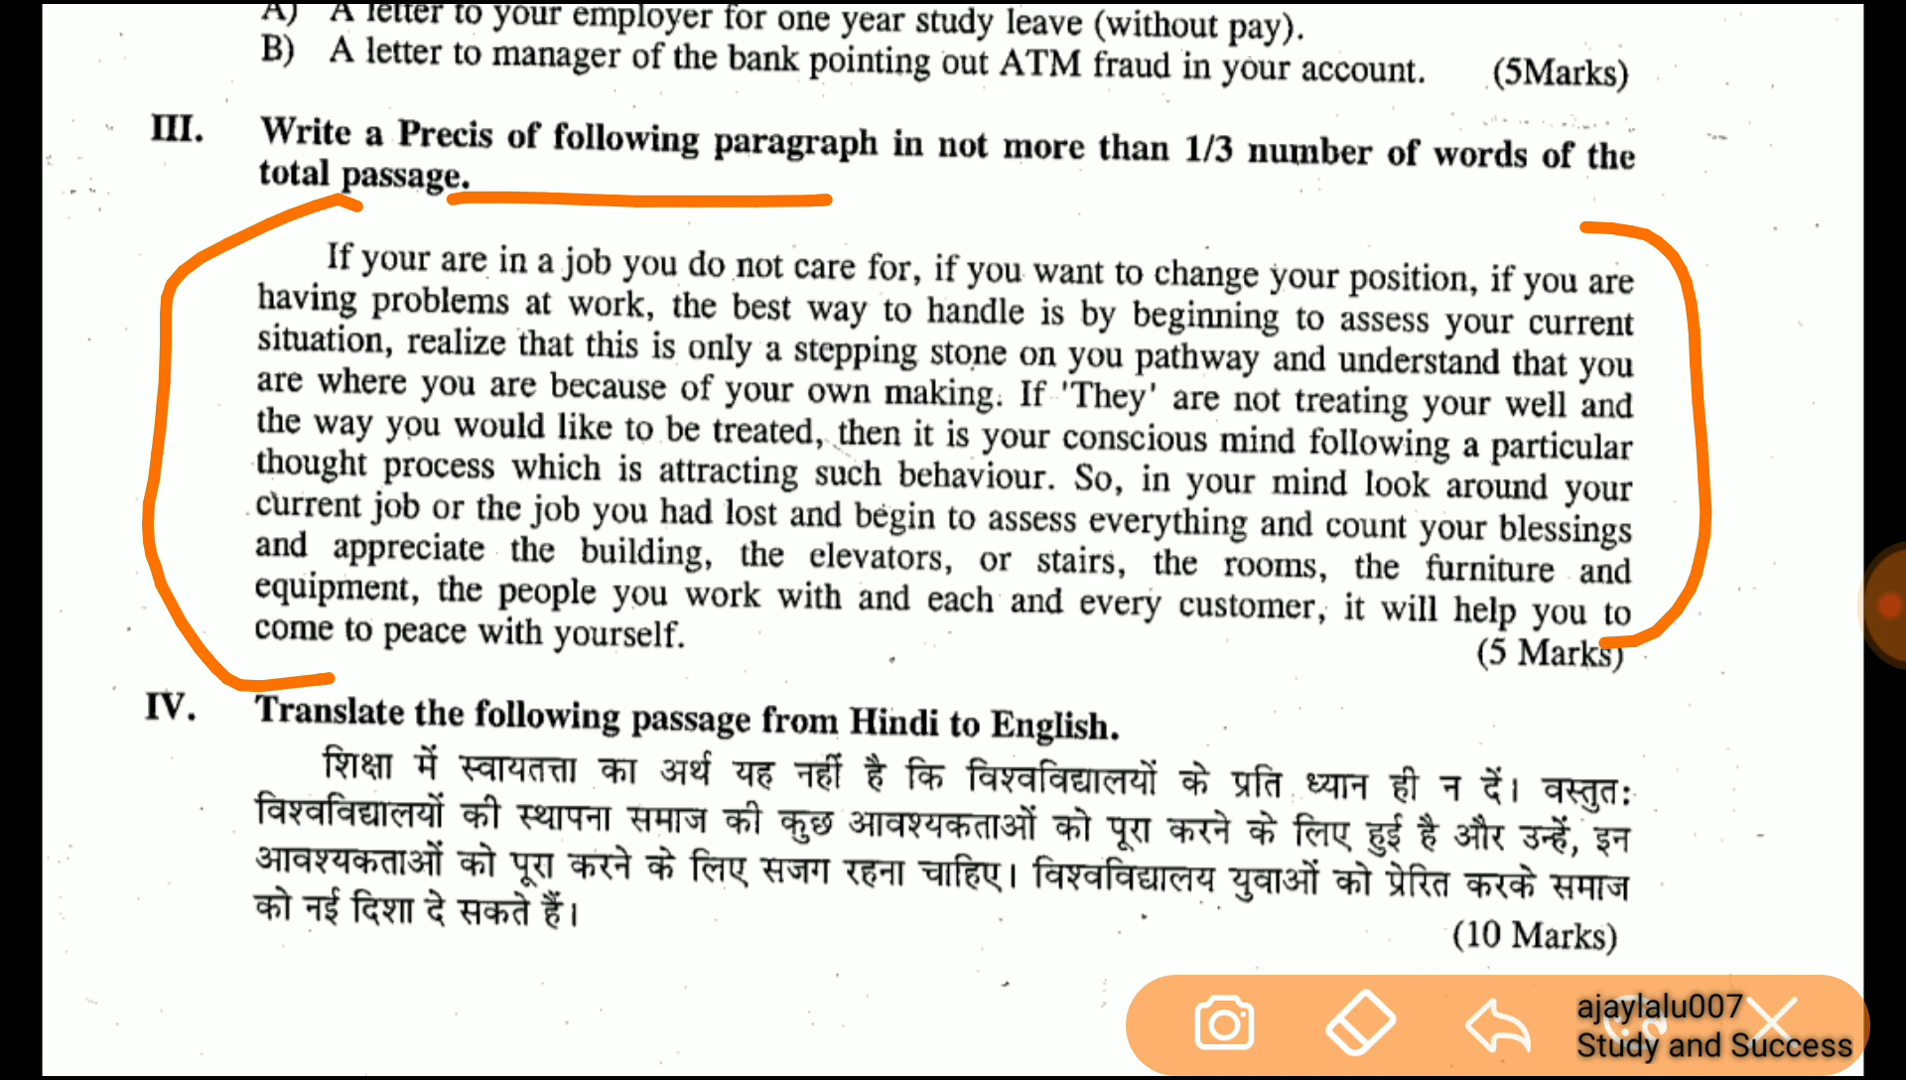 A) A letter to your employer for one year study leave (without pay).
B) A letter to manager of the bank pointing out ATM fraud in your account. (5Marks)
III. Write a Precis of following paragraph in not more than 1/3 number of words of the
total passage.
If your are in a job you do not care for, if you want to change your position, if you are
having problems at work, the best way to handle is by beginning to assess your current
situation, realize that this is only a stepping stone on you pathway and understand that you
are where you are because of your own making. If 'They' are not treating your well and
the way you would like to be treated, then it is your conscious mind following a particular
thought process which is attracting such behaviour. So, in your mind look around your
current job or the job you had lost and begin to assess everything and count your blessings
and appreciate the building, the elevators, or stairs, the rooms, the furniture and
equipment, the people you work with and each and every customer, it will help you to
come to peace with yourself.
(5 Marks)
IV. Translate the following passage from Hindi to English.
शिक्षा में स्वायतत्ता का अर्थ यह नहीं है कि विश्वविद्यालयों के प्रति ध्यान ही न दें। वस्तुतः
विश्वविद्यालयों की स्थापना समाज की कुछ आवश्यकताओं को पूरा करने के लिए हुई है और उन्हें, इन
आवश्यकताओं को पूरा करने के लिए सजग रहना चाहिए। विश्वविद्यालय युवाओं को प्रेरित करके समाज
को नई दिशा दे सकते हैं।
(10 Marks)
ajaylalu007
Study and Success